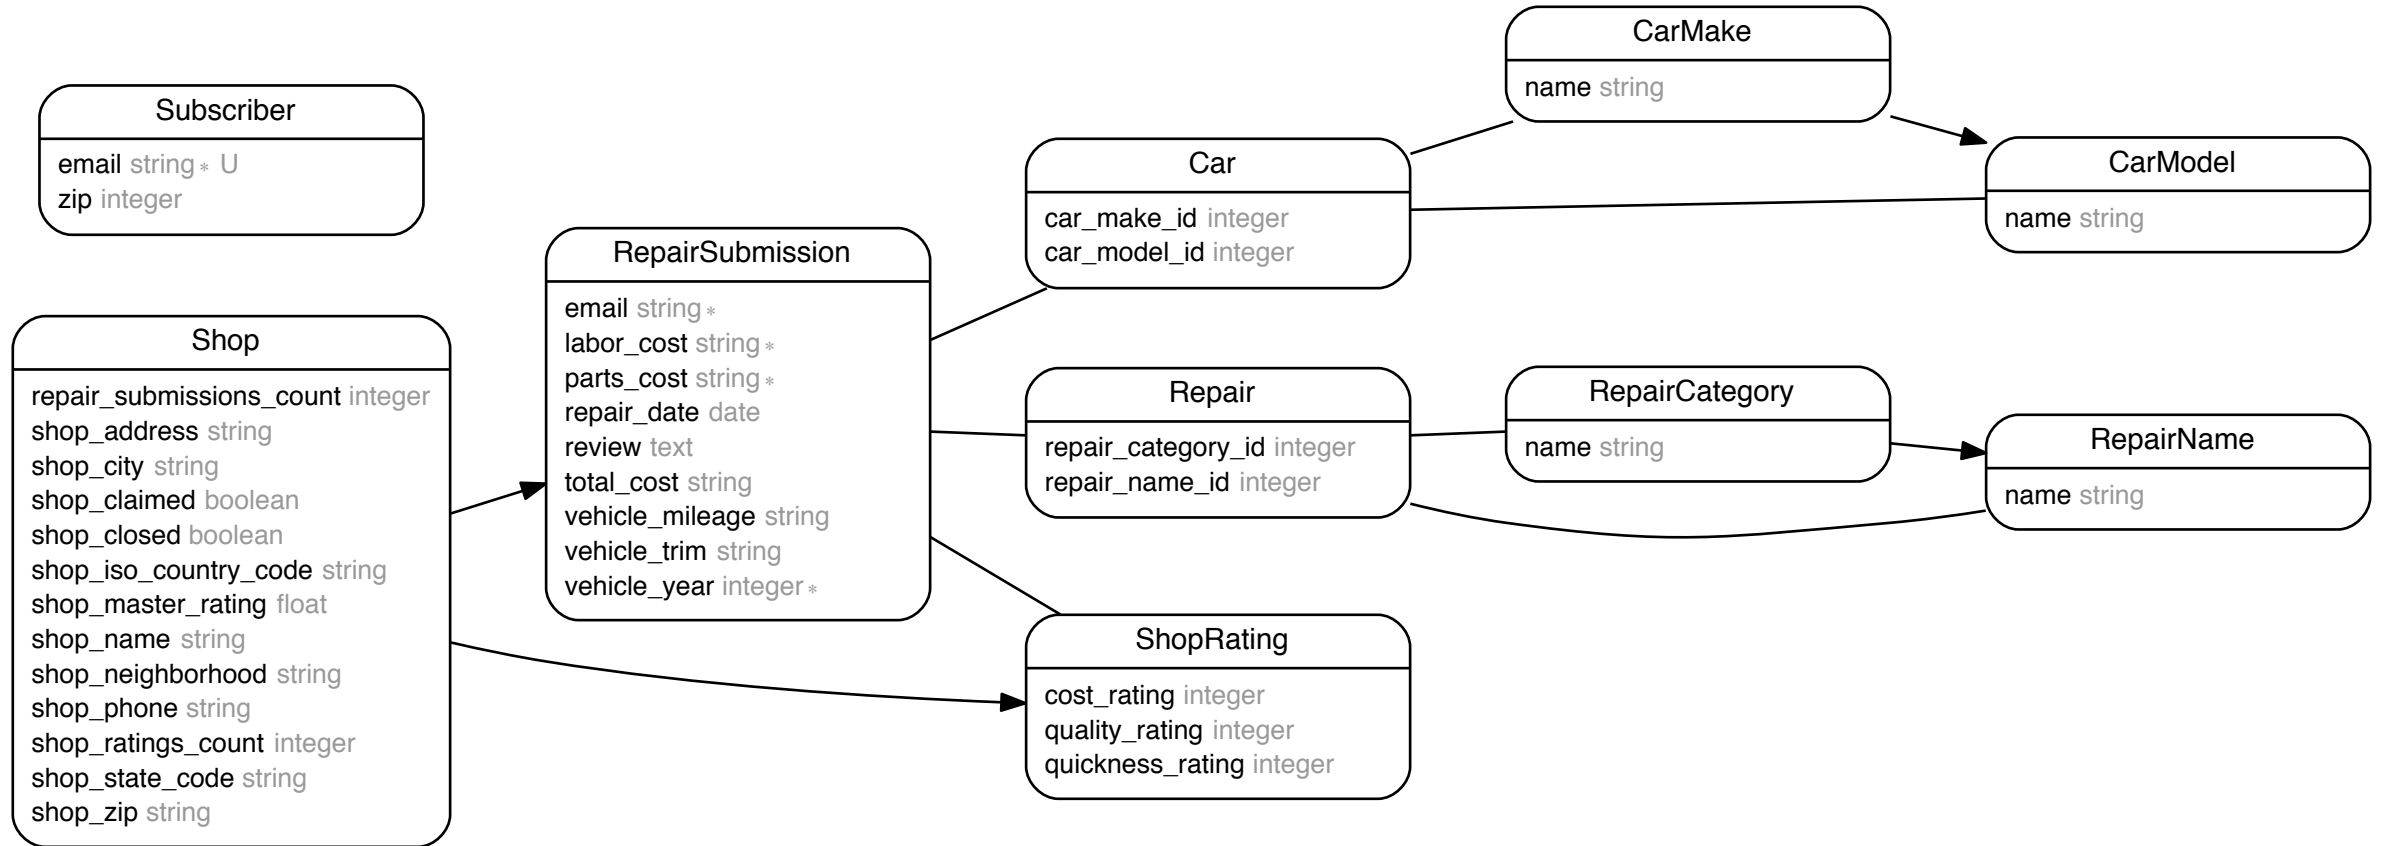 Subscriber
email string* U
zip integer
Shop
repair_submissions_count integer
shop_address string
shop_city string
shop_claimed boolean
shop_closed boolean
shop_iso_country_code string
shop_master_rating float
shop_name string
shop_neighborhood string
shop_phone string
shop_ratings_count integer
shop_state_code string
shop_zip string
RepairSubmission
email string*
labor_cost string*
parts_cost string*
repair_date date
review text
total_cost string
vehicle_mileage string
vehicle_trim string
vehicle_year integer*
Car
car_make_id integer
car_model_id integer
Repair
repair_category_id integer
repair_name_id integer
ShopRating
cost_rating integer
quality_rating integer
quickness_rating integer
CarMake
name string
RepairCategory
name string
CarModel
name string
RepairName
name string